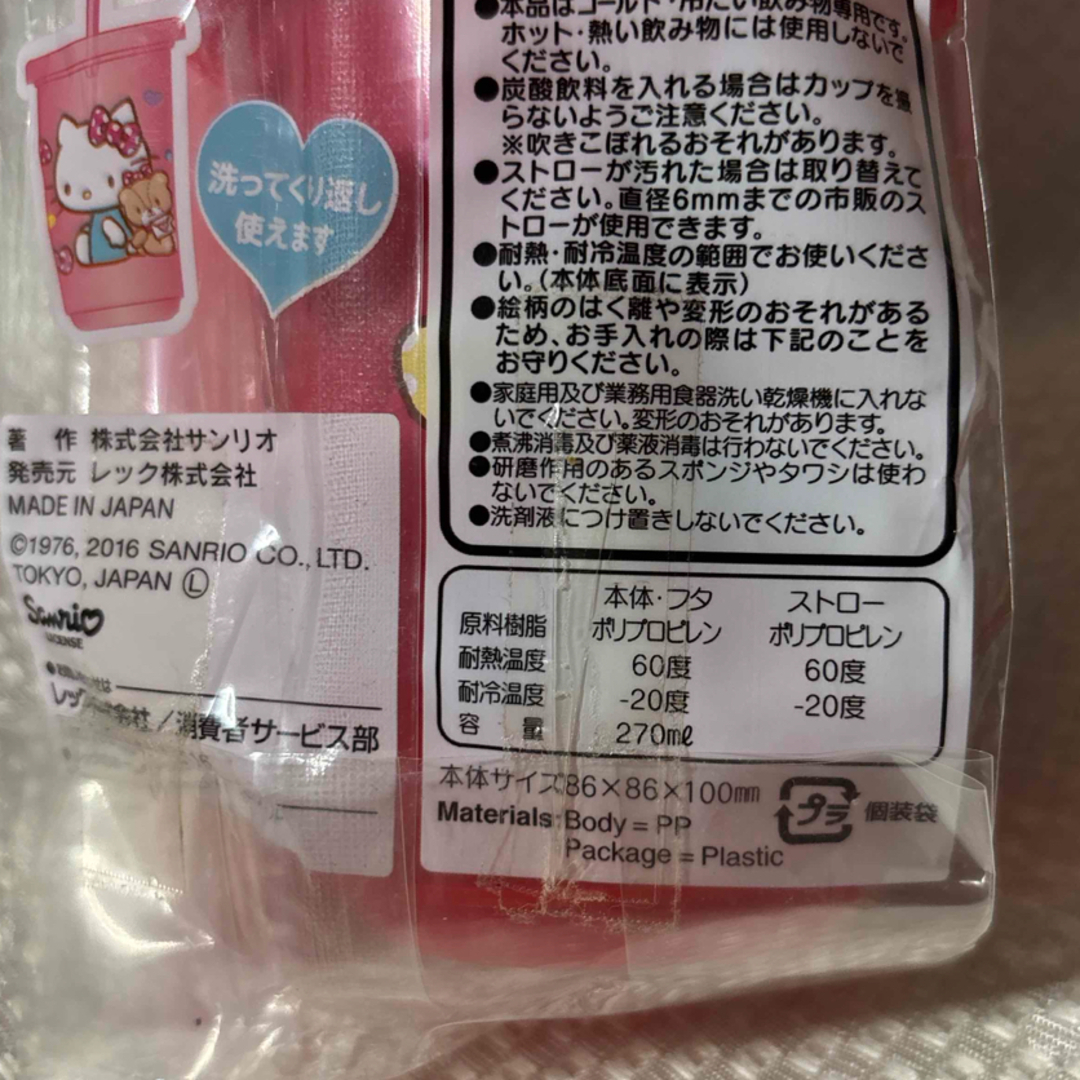 ●本品はコールド・冷たい飲み物専用です。
ホット・熱い飲み物には使用しないで
ください。
●炭酸飲料を入れる場合はカップを振
らないようご注意ください。
※吹きこぼれるおそれがあります。
●ストローが汚れた場合は取り替えて
ください。直径6mmまでの市販のス
トローが使用できます。
●耐熱・耐冷温度の範囲でお使いくださ
い。(本体底面に表示)
●絵柄のはく離や変形のおそれがある
ため、お手入れの際は下記のことを
お守りください。
●家庭用及び業務用食器洗い乾燥機に入れな
いでください。変形のおそれがあります。
●煮沸消毒及び薬液消毒は行わないでください。
●研磨作用のあるスポンジやタワシは使わ
ないでください。
●洗剤液につけ置きしないでください。
洗ってくり返し
使えます
著 作 株式会社サンリオ
発売元 レック株式会社
MADE IN JAPAN
©1976, 2016 SANRIO CO., LTD.
TOKYO, JAPAN Ⓛ
Sanrio
LICENSE
レック株式会社/消費者サービス部
本体・フタ ストロー
原料樹脂 ポリプロピレン ポリプロピレン
耐熱温度 60度 60度
耐冷温度 -20度 -20度
容 量 270ml
本体サイズ86×86×100mm
Materials: Body = PP
Package = Plastic
プラ 個装袋